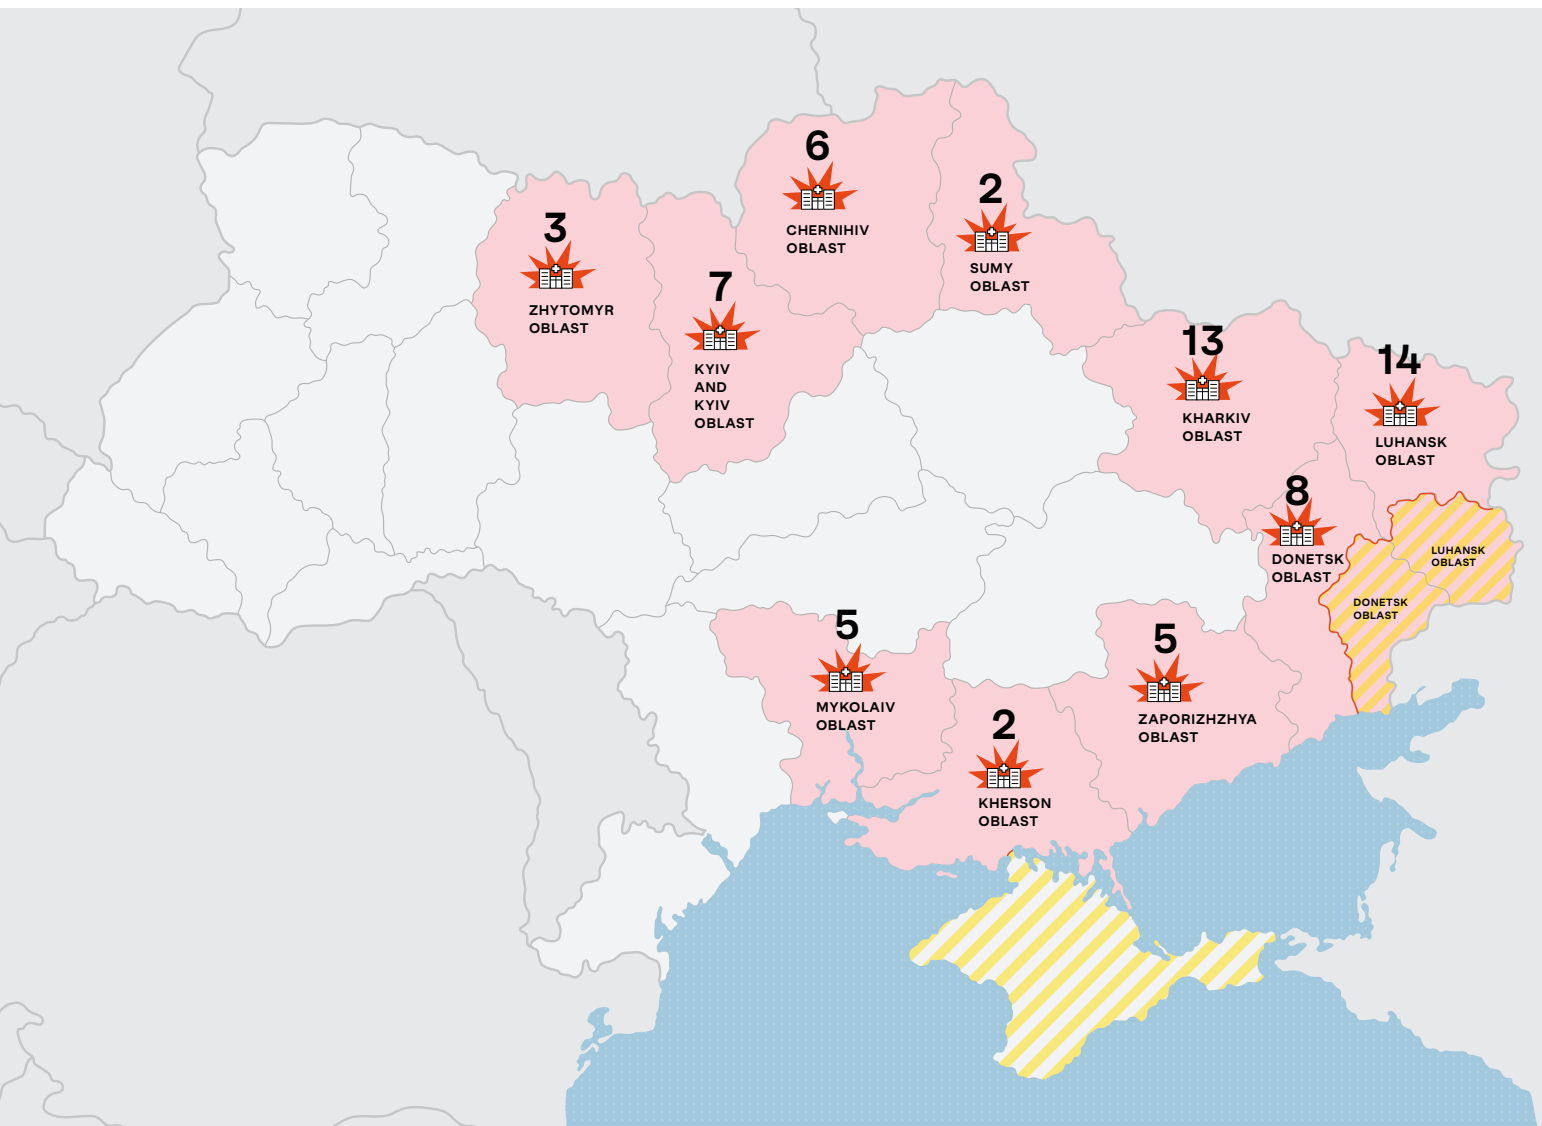 6
CHERNIHIV
OBLAST
2
SUMY
OBLAST
3
ZHYTOMYR
OBLAST
7
KYIV
AND
KYIV
OBLAST
13
KHARKIV
OBLAST
14
LUHANSK
OBLAST
8
DONETSK
OBLAST
LUHANSK
OBLAST
DONETSK
OBLAST
5
MYKOLAIV
OBLAST
5
ZAPORIZHZHYA
OBLAST
2
KHERSON
OBLAST